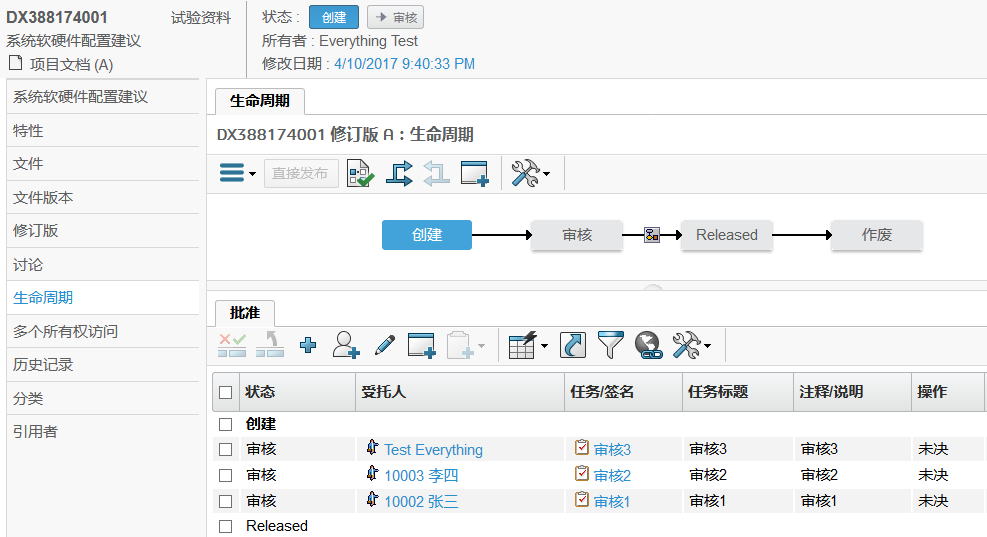 DX388174001 试验资料
系统软硬件配置建议
项目文档 (A)
状态 : 创建 审核
所有者 : Everything Test
修改日期 : 4/10/2017 9:40:33 PM
系统软硬件配置建议
特性
文件
文件版本
修订版
讨论
生命周期
多个所有权访问
历史记录
分类
引用者
生命周期
DX388174001 修订版 A：生命周期
直接发布
创建 审核 Released 作废
批准
状态 受托人 任务/签名 任务标题 注释/说明 操作
创建
审核 Test Everything 审核3 审核3 审核3 未决
审核 10003 李四 审核2 审核2 审核2 未决
审核 10002 张三 审核1 审核1 审核1 未决
Released